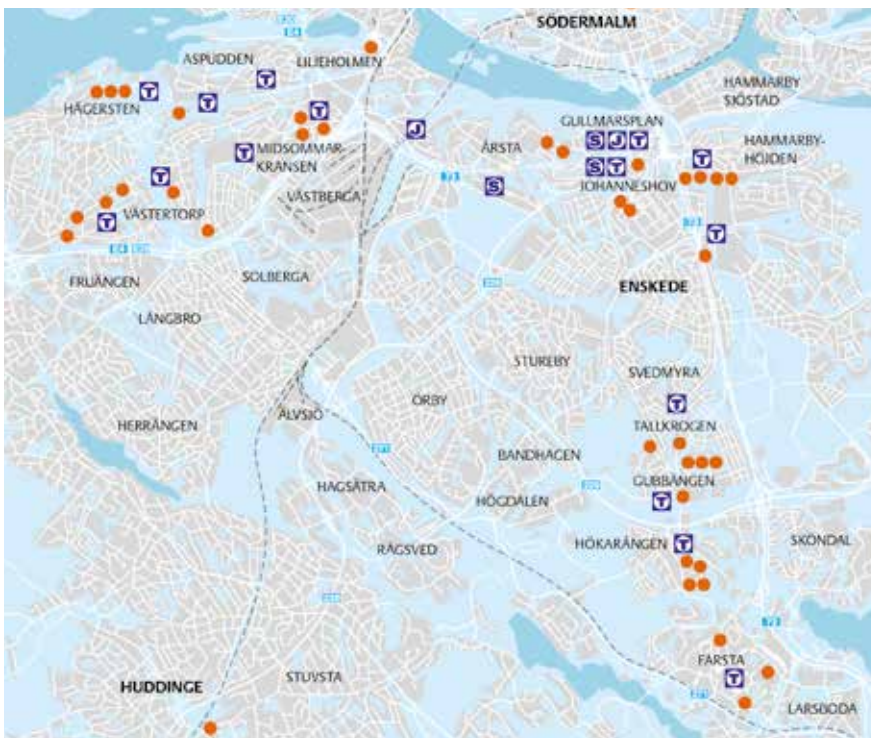 SÖDERMALM
ASPUDDEN
LILJEHOLMEN
HAMMARBY
SJÖSTAD
HÄGERSTEN
T
T
T
T
GULLMARSPLAN
S J T
HAMMARBY-
HÖJDEN
T
MIDSOMMAR-
KRANSEN
J
ÅRSTA
S T
T
JOHANNESHOV
VÄSTBERGA
S
T
VÄSTERTORP
T
T
FRUÄNGEN
SOLBERGA
ENSKEDE
LÅNGBRO
STUREBY
SVEDMYRA
HERRÄNGEN
ÄLVSJÖ
ÖRBY
T
TALLKROGEN
BANDHAGEN
HAGSÄTRA
HÖGDALEN
GUBBÄNGEN
T
RÅGSVED
HÖKARÄNGEN
T
SKÖNDAL
FARSTA
T
HUDDINGE
STUVSTA
LARSBODA